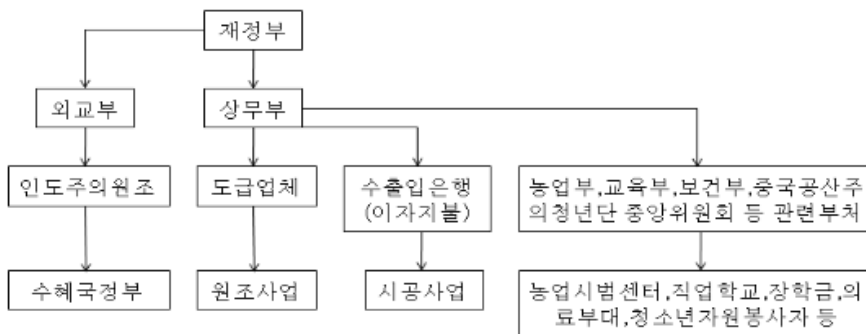 재정부
외교부
상무부
인도주의원조
도급업체
수출입은행
(이자지불)
농업부,교육부,보건부,중국공산주
의청년단 중앙위원회 등 관련부처
수혜국정부
원조사업
시공사업
농업시범센터,직업학교,장학금,의
료부대,청소년자원봉사자 등